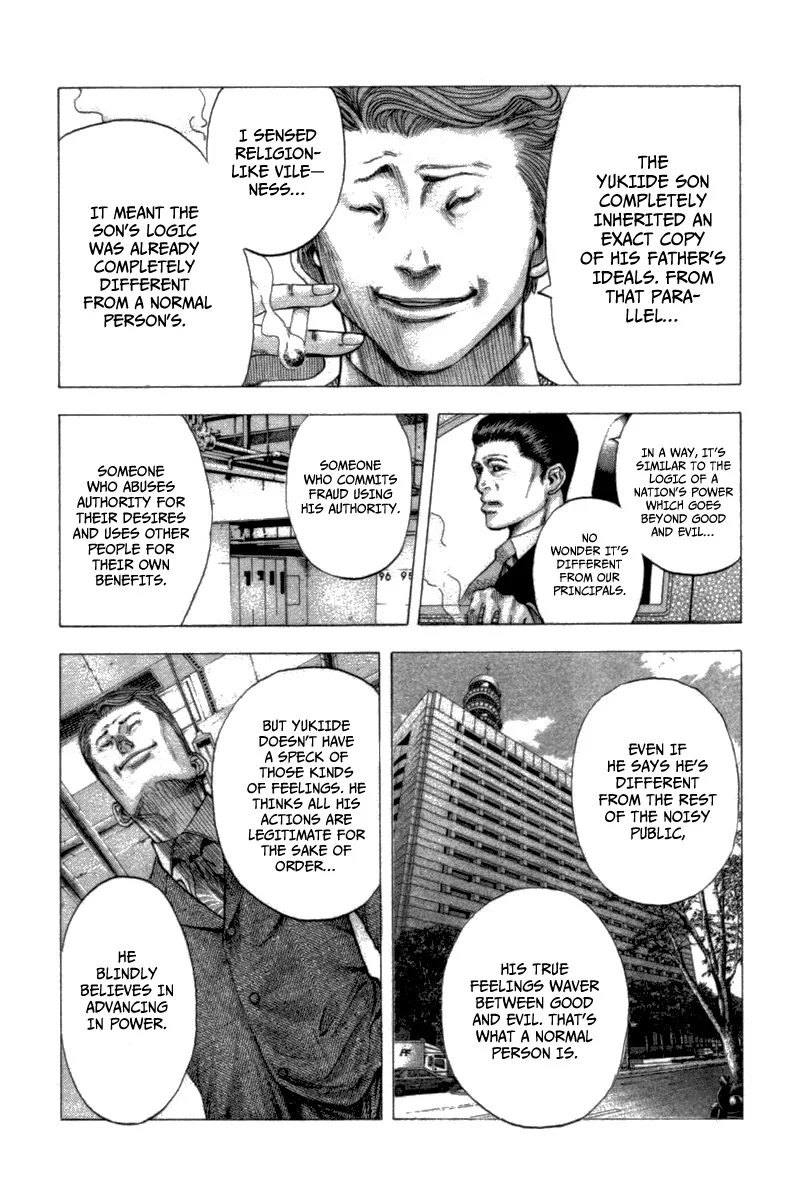 THE
YUKIIDE SON
COMPLETELY
INHERITED AN
EXACT COPY
OF HIS FATHER'S
IDEALS. FROM
THAT PARA-
LLEL...
I SENSED
RELIGION-
LIKE VILE-
NESS...
IT MEANT THE
SON'S LOGIC
WAS ALREADY
COMPLETELY
DIFFERENT
FROM A NORMAL
PERSON'S.
IN A WAY, IT'S
SIMILAR TO THE
LOGIC OF A
NATION'S POWER
WHICH GOES
BEYOND GOOD
AND EVIL...
NO
WONDER IT'S
DIFFERENT
FROM OUR
PRINCIPALS.
SOMEONE
WHO COMMITS
FRAUD USING
HIS AUTHORITY.
96 95
SOMEONE
WHO ABUSES
AUTHORITY FOR
THEIR DESIRES
AND USES OTHER
PEOPLE FOR
THEIR OWN
BENEFITS.
EVEN IF
HE SAYS HE'S
DIFFERENT
FROM THE REST
OF THE NOISY
PUBLIC,
HIS TRUE
FEELINGS WAVER
BETWEEN GOOD
AND EVIL. THAT'S
WHAT A NORMAL
PERSON IS.
BUT YUKIIDE
DOESN'T HAVE
A SPECK OF
THOSE KINDS
OF FEELINGS. HE
THINKS ALL HIS
ACTIONS ARE
LEGITIMATE FOR
THE SAKE OF
ORDER...
HE
BLINDLY
BELIEVES IN
ADVANCING
IN POWER.